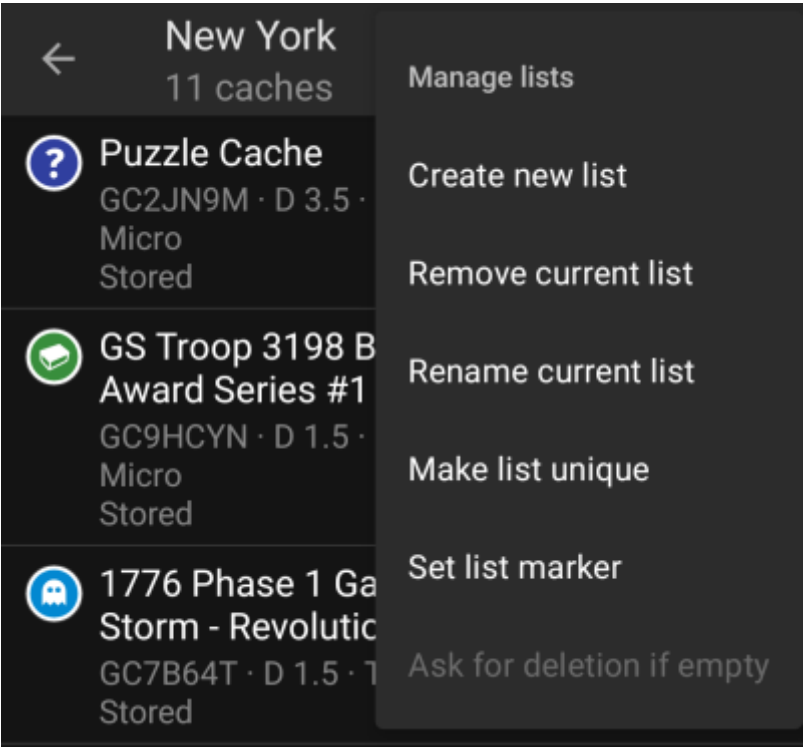 New York
11 caches
Puzzle Cache
GC2JN9M · D 3.5 ·
Micro
Stored
GS Troop 3198 B
Award Series #1
GC9HCYN · D 1.5 ·
Micro
Stored
1776 Phase 1 Ga
Storm - Revolutic
GC7B64T · D 1.5 · T
Stored
Manage lists
Create new list
Remove current list
Rename current list
Make list unique
Set list marker
Ask for deletion if empty